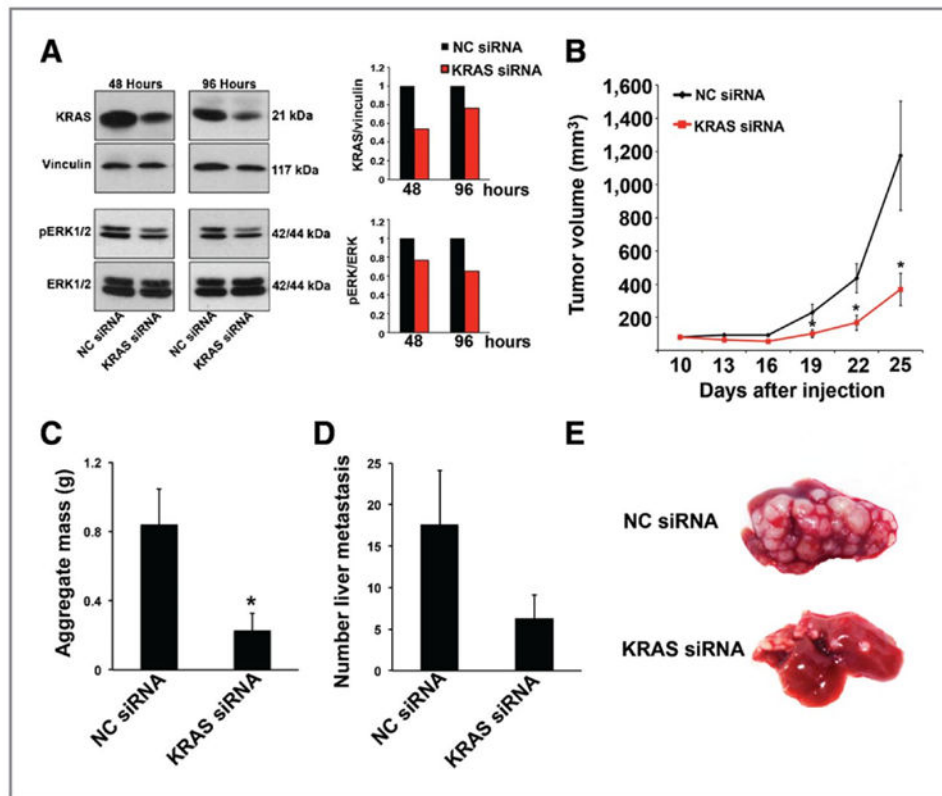 A
48 Hours
96 Hours
KRAS
21 kDa
Vinculin
117 kDa
pERK1/2
42/44 kDa
ERK1/2
42/44 kDa
NC siRNA
KRAS siRNA
NC siRNA
KRAS siRNA
NC siRNA
KRAS siRNA
KRAS/vinculin
1.2
1
0.8
0.6
0.4
0.2
0
48 96 hours
pERK/ERK
1.2
1
0.8
0.6
0.4
0.2
0
48 96 hours
B
NC siRNA
KRAS siRNA
Tumor volume (mm3)
1,600
1,400
1,200
1,000
800
600
400
200
* * *
10 13 16 19 22 25
Days after injection
C
Aggregate mass (g)
1.2
0.8
0.4
0
*
NC siRNA
KRAS siRNA
D
Number liver metastasis
25
20
15
10
5
0
NC siRNA
KRAS siRNA
E
NC siRNA
KRAS siRNA